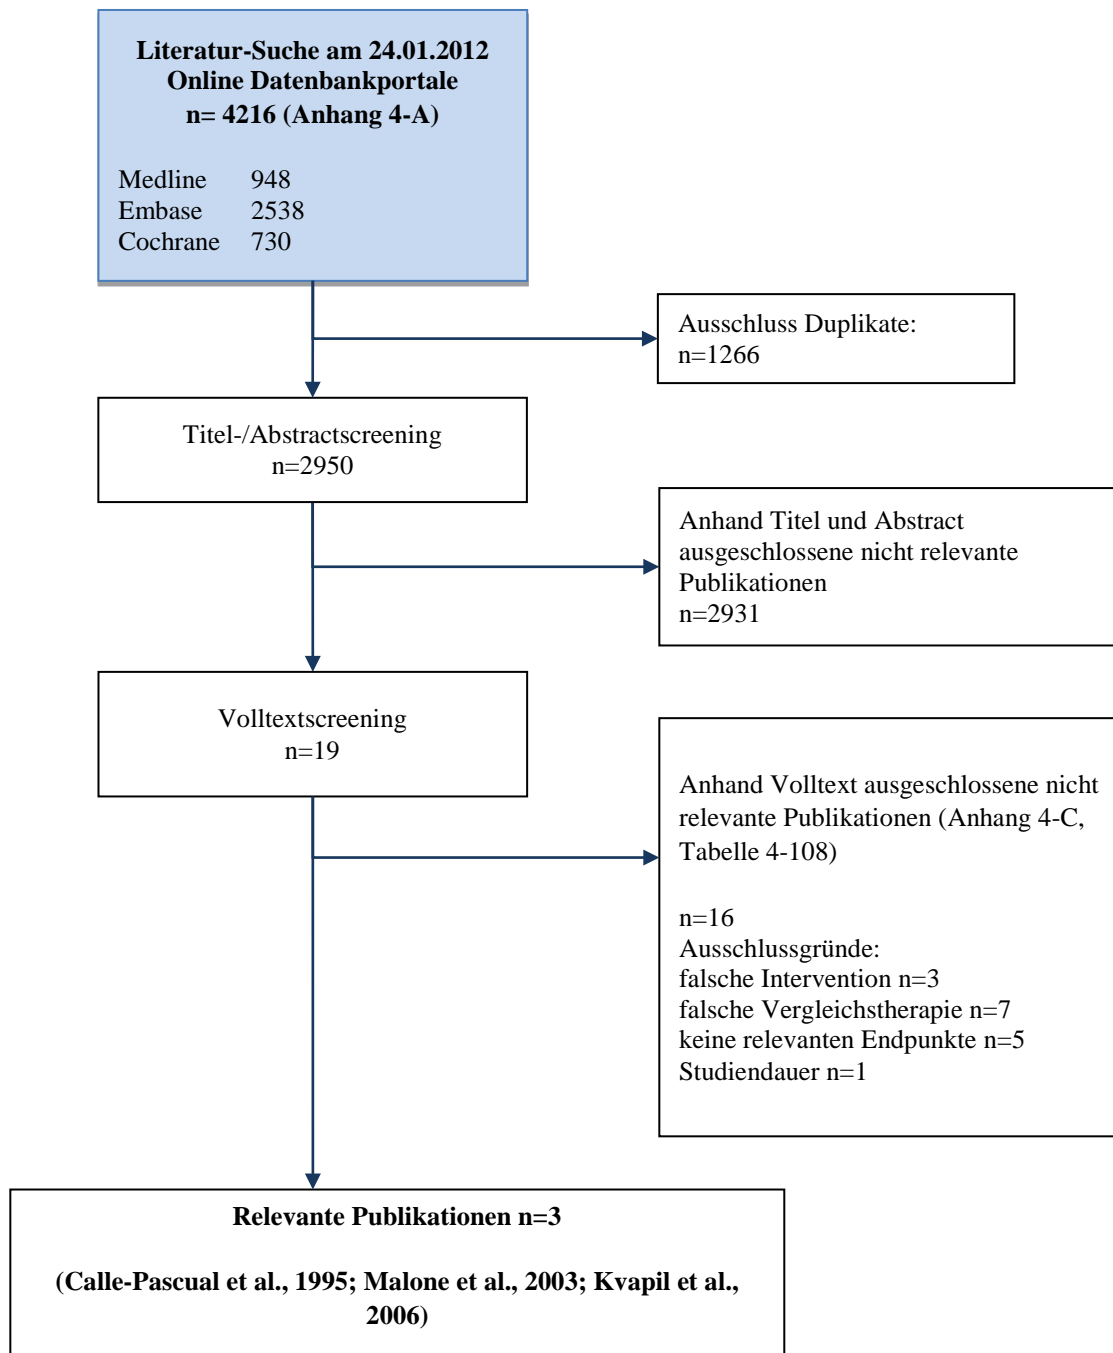 Literatur-Suche am 24.01.2012
Online Datenbankportale
n= 4216 (Anhang 4-A)
Medline 948
Embase 2538
Cochrane 730
Ausschluss Duplikate:
n=1266
Titel-/Abstractscreening
n=2950
Anhand Titel und Abstract
ausgeschlossene nicht relevante
Publikationen
n=2931
Volltextscreening
n=19
Anhand Volltext ausgeschlossene nicht
relevante Publikationen (Anhang 4-C,
Tabelle 4-108)
n=16
Ausschlussgründe:
falsche Intervention n=3
falsche Vergleichstherapie n=7
keine relevanten Endpunkte n=5
Studiendauer n=1
Relevante Publikationen n=3
(Calle-Pascual et al., 1995; Malone et al., 2003; Kvapil et al.,
2006)